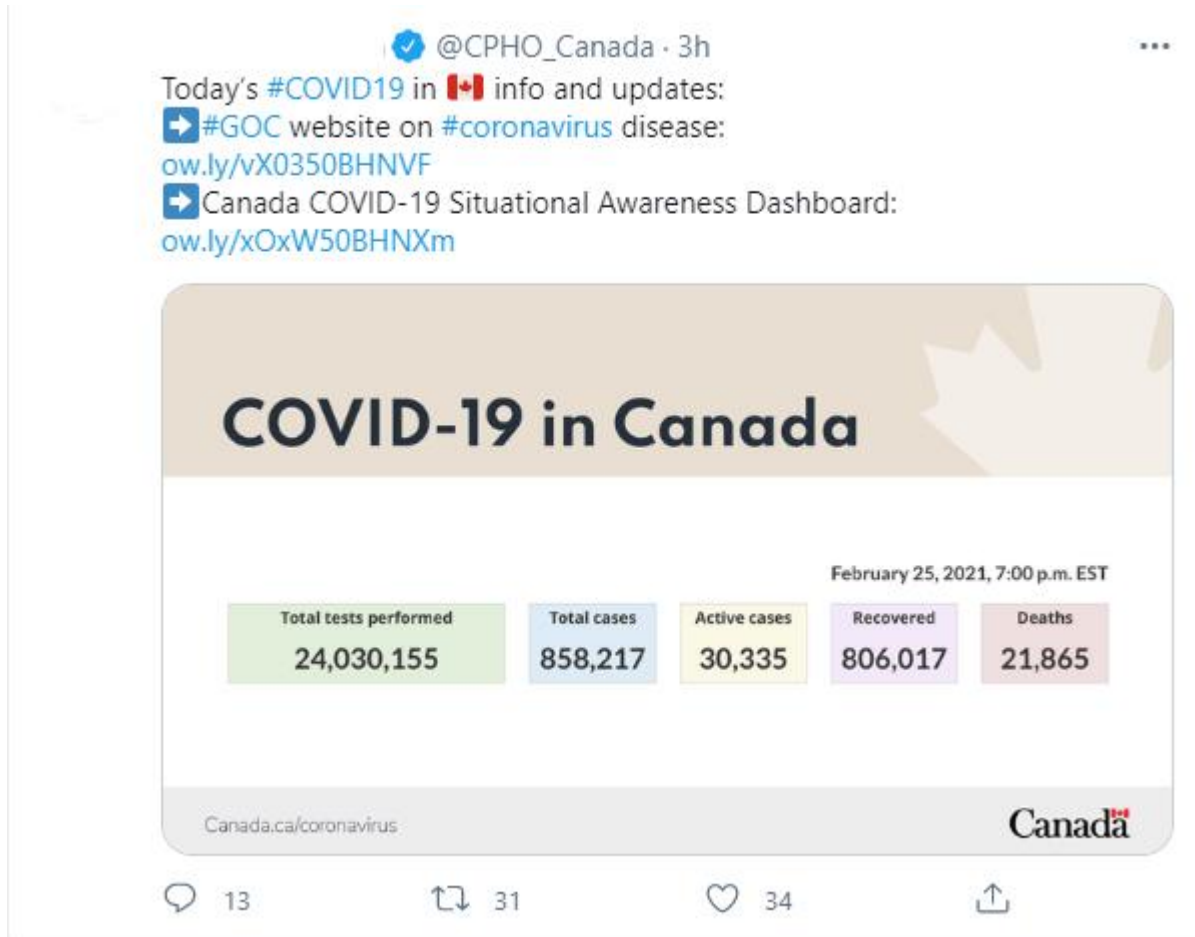 @CPHO_Canada · 3h
Today's #COVID19 in 🇨🇦 info and updates:
➡#GOC website on #coronavirus disease:
ow.ly/vX0350BHNVF
➡Canada COVID-19 Situational Awareness Dashboard:
ow.ly/xOxW50BHNXm
COVID-19 in Canada
February 25, 2021, 7:00 p.m. EST
Total tests performed Total cases Active cases Recovered Deaths
24,030,155 858,217 30,335 806,017 21,865
Canada.ca/coronavirus Canada
13 31 34